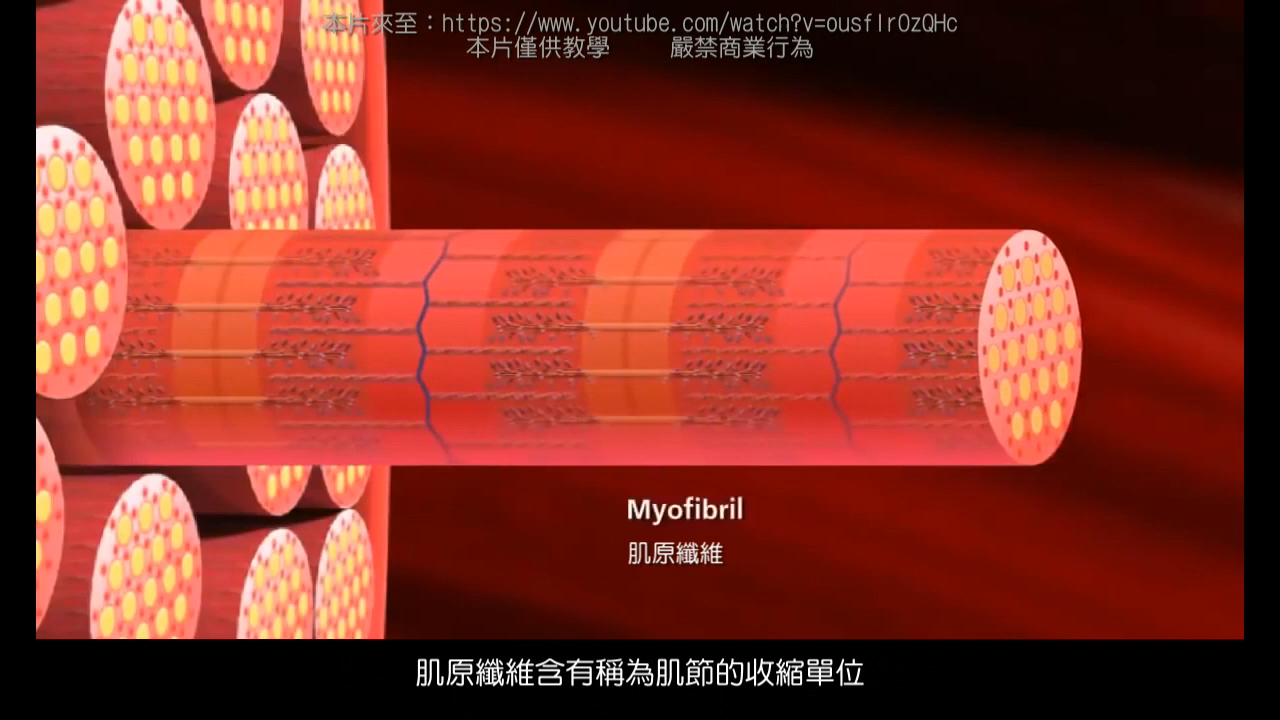 本片來至：https://www.youtube.com/watch?v=ousflrOzQHc
本片僅供教學 嚴禁商業行為
Myofibril
肌原纖維
肌原纖維含有稱為肌節的收縮單位